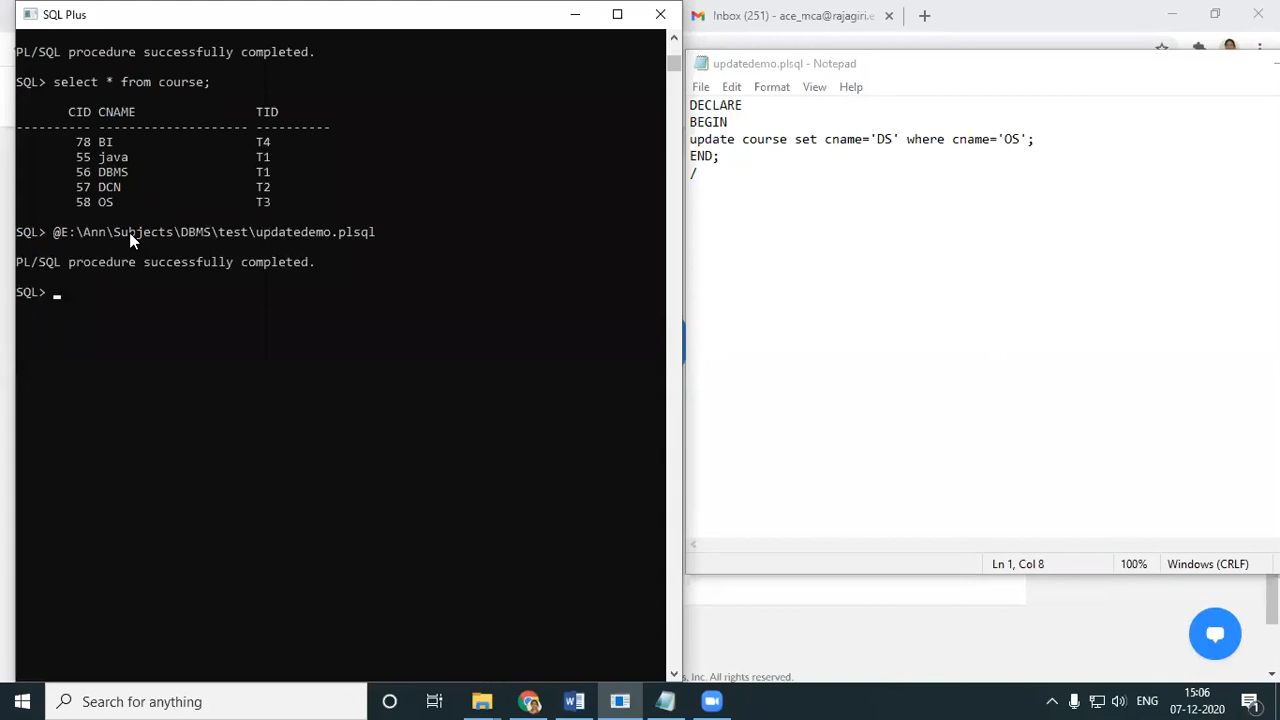 SQL Plus
PL/SQL procedure successfully completed.
SQL> select * from course;
CID CNAME TID
---------- -------------------- ----------
78 BI T4
55 java T1
56 DBMS T1
57 DCN T2
58 OS T3
SQL> @E:\Ann\Subjects\DBMS\test\updatedemo.plsql
PL/SQL procedure successfully completed.
SQL>
Inbox (251) - ace_mca@rajagiri.e
updatedemo.plsql - Notepad
File Edit Format View Help
DECLARE
BEGIN
update course set cname='DS' where cname='OS';
END;
/
Ln 1, Col 8 100% Windows (CRLF)
s, Inc. All rights reserved.
Search for anything
ENG
15:06
07-12-2020
1